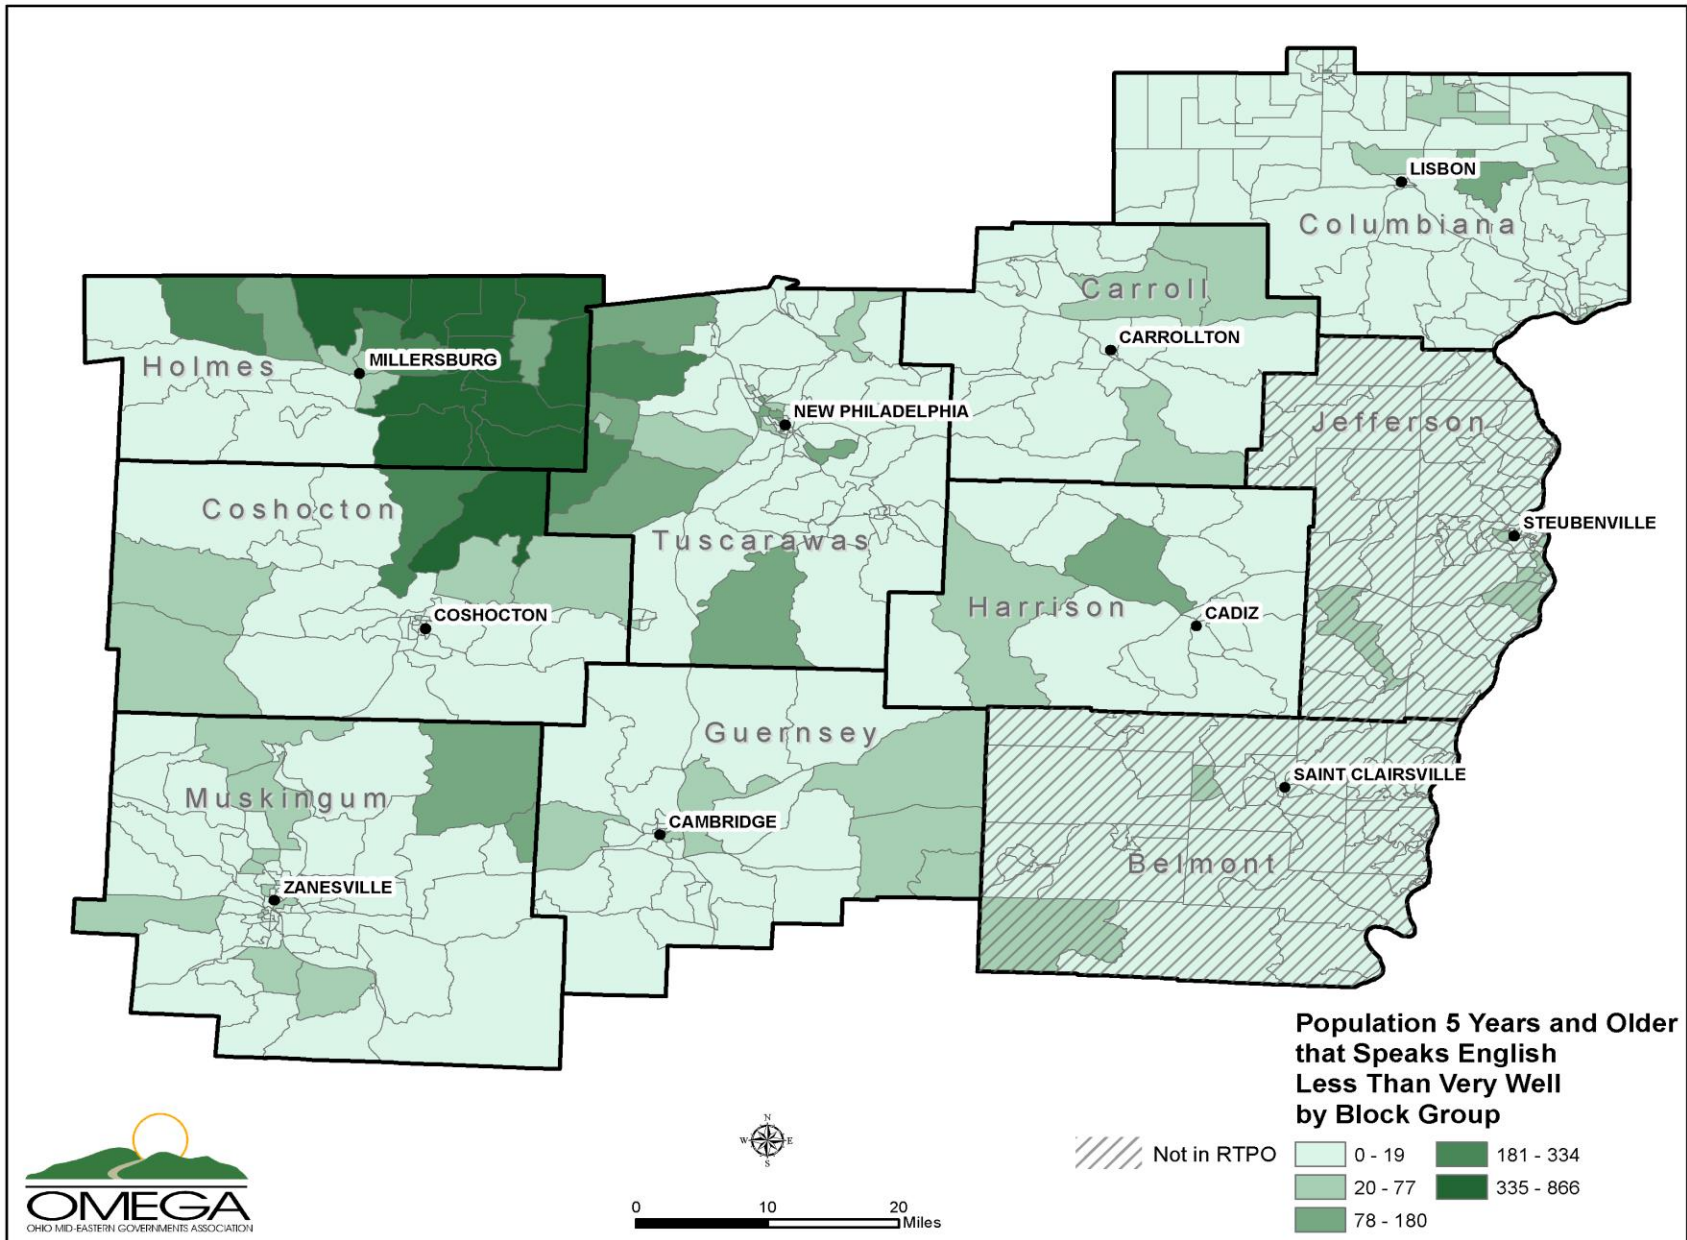 LISBON
Columbiana
Carroll
CARROLLTON
Holmes
MILLERSBURG
NEW PHILADELPHIA
Jefferson
Coshocton
STEUBENVILLE
Tuscarawas
Harrison
CADIZ
COSHOCTON
Guernsey
SAINT CLAIRSVILLE
Muskingum
CAMBRIDGE
Belmont
ZANESVILLE
Population 5 Years and Older
that Speaks English
Less Than Very Well
by Block Group
Not in RTPO
0 - 19
181 - 334
20 - 77
335 - 866
78 - 180
N
W E
S
0 10 20
Miles
OMEGA
OHIO MID-EASTERN GOVERNMENTS ASSOCIATION